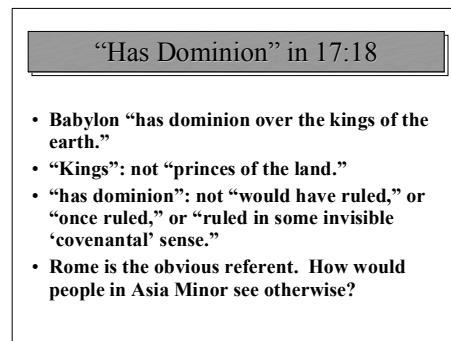 “Has Dominion” in 17:18
• Babylon “has dominion over the kings of the
earth.”
• “Kings”: not “princes of the land.”
• “has dominion”: not “would have ruled,” or
“once ruled,” or “ruled in some invisible
‘covenantal’ sense.”
• Rome is the obvious referent.  How would
people in Asia Minor see otherwise?